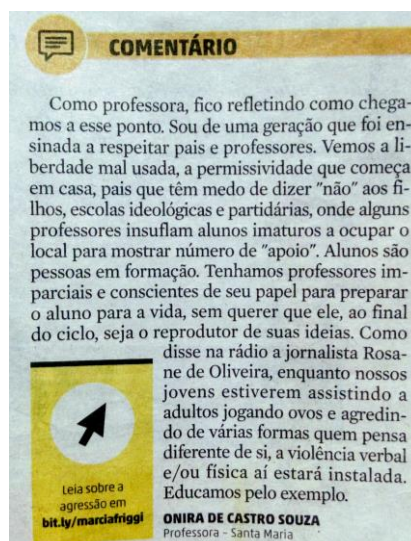 COMENTÁRIO
Como professora, fico refletindo como chega-
mos a esse ponto. Sou de uma geração que foi en-
sinada a respeitar pais e professores. Vemos a li-
berdade mal usada, a permissividade que começa
em casa, pais que têm medo de dizer "não" aos fi-
lhos, escolas ideológicas e partidárias, onde alguns
professores insuflam alunos imaturos a ocupar o
local para mostrar número de "apoio". Alunos são
pessoas em formação. Tenhamos professores im-
parciais e conscientes de seu papel para preparar
o aluno para a vida, sem querer que ele, ao final
do ciclo, seja o reprodutor de suas ideias. Como
disse na rádio a jornalista Rosa-
ne de Oliveira, enquanto nossos
jovens estiverem assistindo a
adultos jogando ovos e agredin-
do de várias formas quem pensa
diferente de si, a violência verbal
e/ou física aí estará instalada.
Educamos pelo exemplo.
ONIRA DE CASTRO SOUZA
Professora - Santa Maria
Leia sobre a
agressão em
bit.ly/marciafriggi